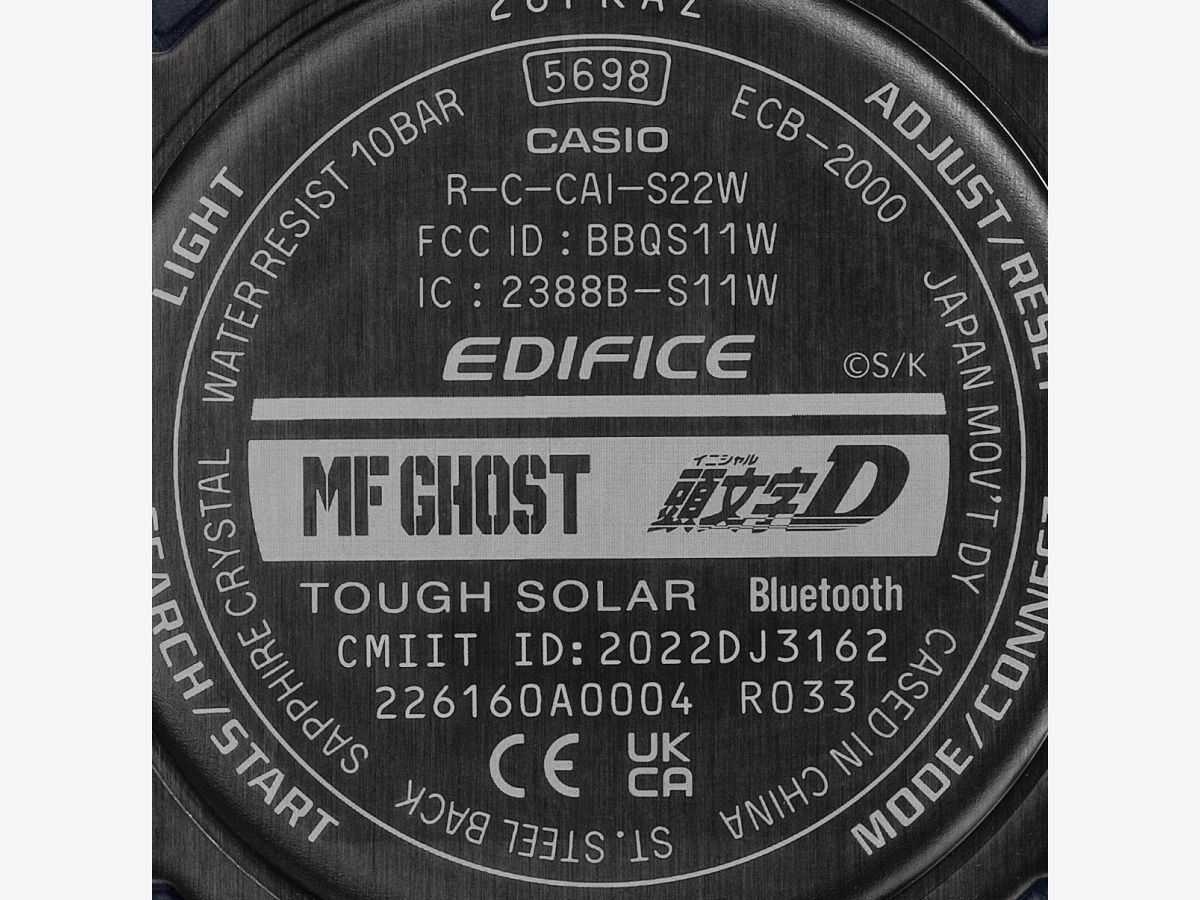 5698
CASIO
R-C-CAI-S22W
FCC ID : BBQS11W
IC : 2388B-S11W
EDIFICE
©S/K
MF GHOST
イニシャル
頭文字D
TOUGH SOLAR Bluetooth
CMIIT ID:2022DJ3162
226160A0004 R033
CE UK
CA
WATER RESIST 10BAR
ECB-2000
JAPAN MOV'T DY
CASED IN CHINA
ST. STEEL BACK
SAPPHIRE CRYSTAL
LIGHT
ADJUST/RESET
MODE/CONNECT
SEARCH/START